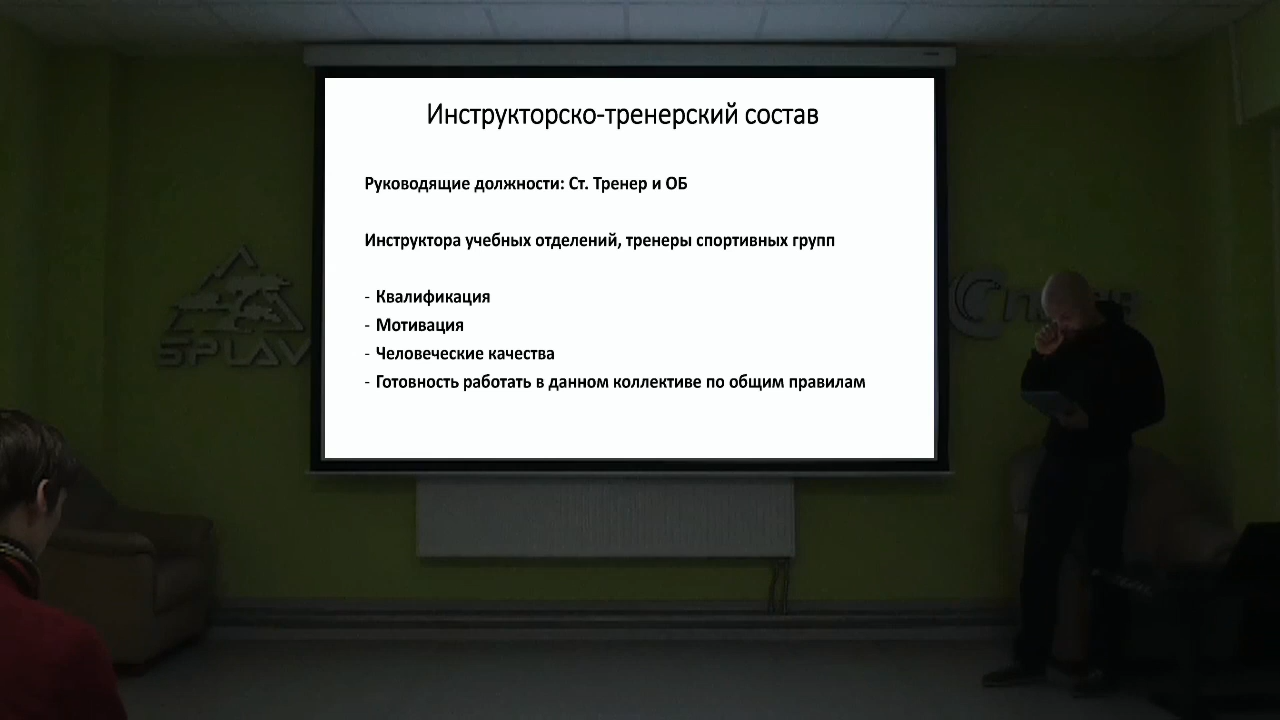 Инструкторско-тренерский состав
Руководящие должности: Ст. Тренер и ОБ
Инструктора учебных отделений, тренеры спортивных групп
- Квалификация
- Мотивация
- Человеческие качества
- Готовность работать в данном коллективе по общим правилам
SPLAV